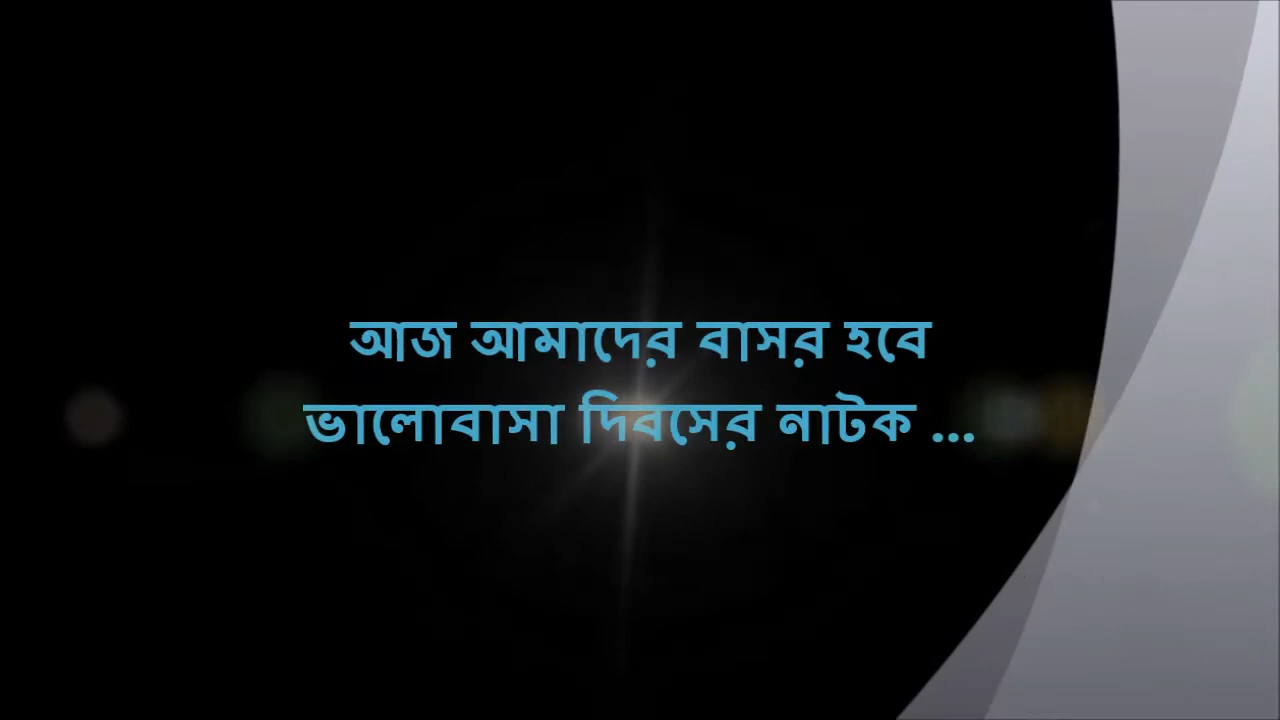 আজ আমাদের বাসর হবে
ভালোবাসা দিবসের নাটক ...